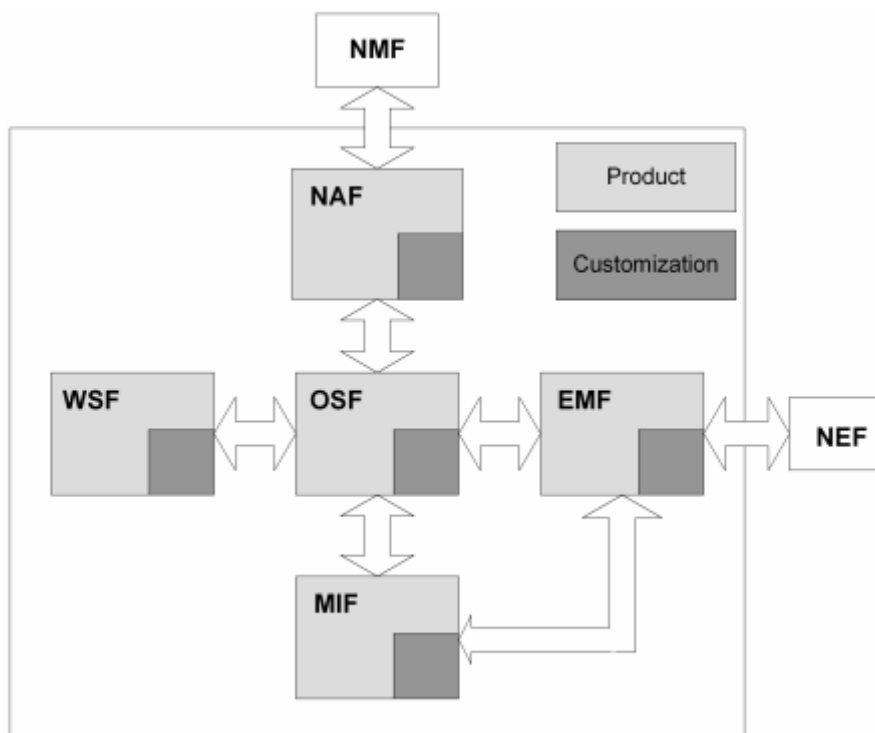 NMF
NAF
Product
Customization
WSF
OSF
EMF
NEF
MIF